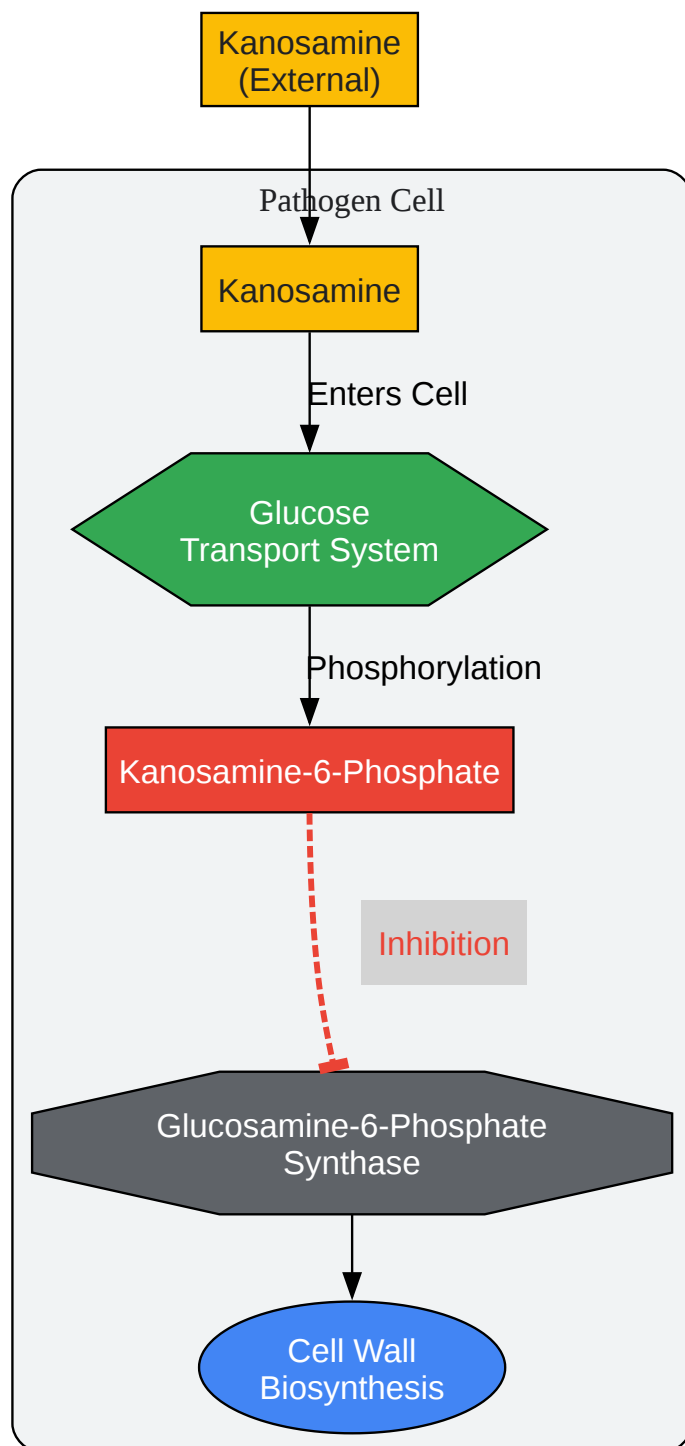 Kanosamine
(External)
Pathogen Cell
Kanosamine
Enters Cell
Glucose
Transport System
Phosphorylation
Kanosamine-6-Phosphate
Inhibition
Glucosamine-6-Phosphate
Synthase
Cell Wall
Biosynthesis